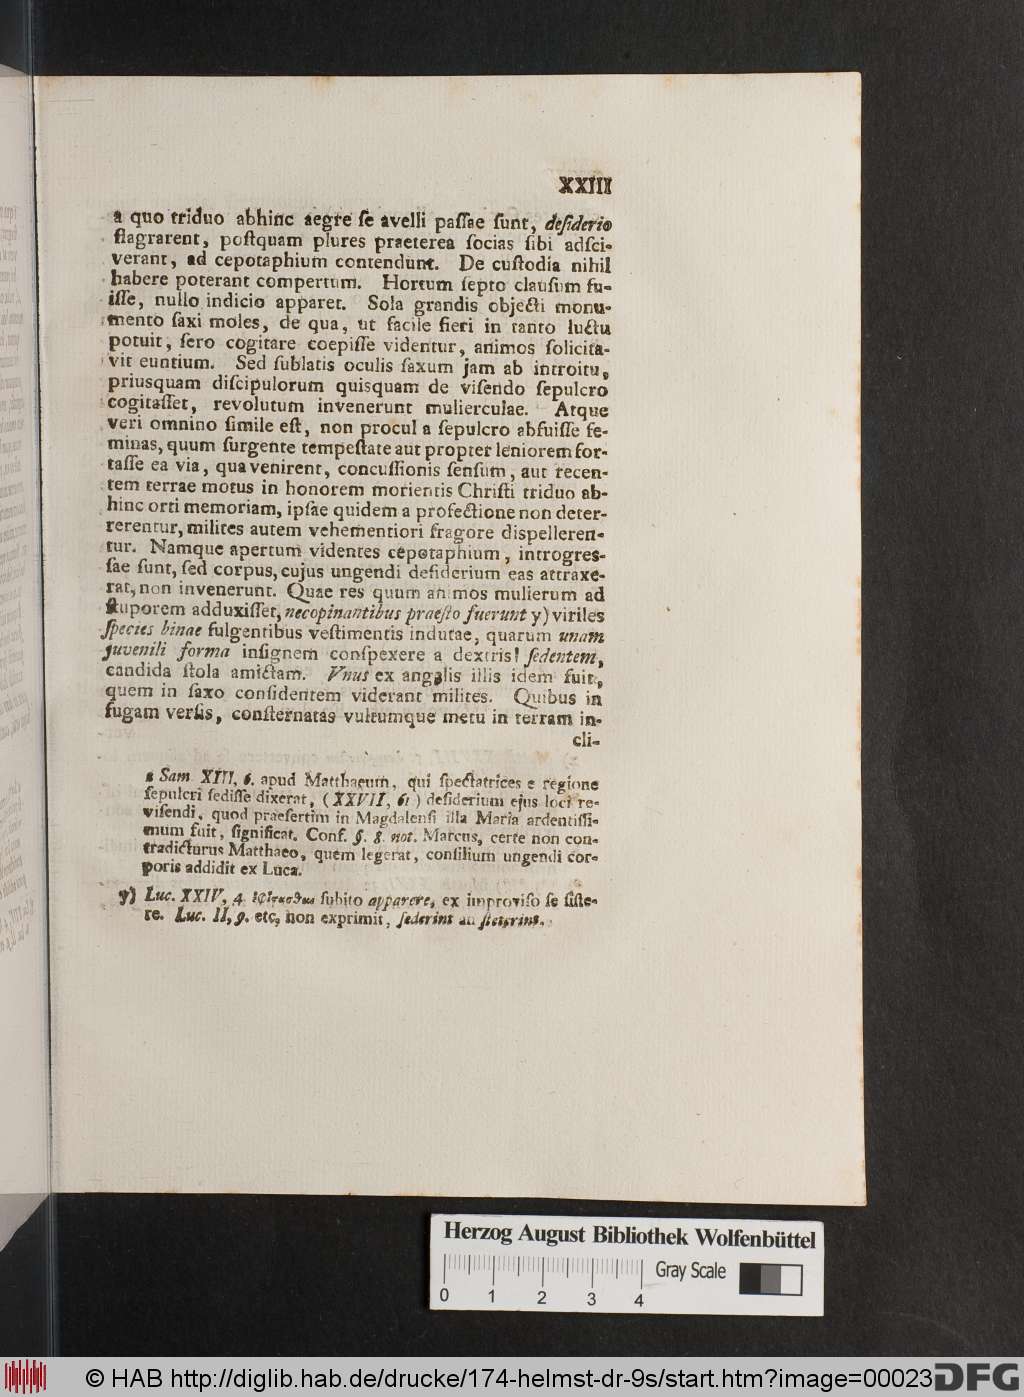 XXIII
a quo triduo abhinc aegre ſe avelli paſſae ſunt, deſiderio
flagrarent, poſtquam plures praeterea ſocias ſibi adſci-
verant, ad cepotaphium contendunt. De cuſtodia nihil
habere poterant compertum. Hortum ſepto clauſum fu-
iſſe, nullo indicio apparet. Sola grandis objecti monu-
mento ſaxi moles, de qua, ut facile fieri in tanto luctu
potuit, ſero cogitare coepiſſe videntur, animos ſolicita-
vit euntium. Sed ſublatis oculis ſaxum jam ab introitu,
priusquam diſcipulorum quisquam de viſendo ſepulcro
cogitaſſet, revolutum invenerunt mulierculae. Atque
veri omnino ſimile eſt, non procul a ſepulcro abfuiſſe fe-
minas, quum ſurgente tempeſtate aut propter leniorem for-
taſſe ea via, qua venirent, concuſſionis ſenſum, aut recen-
tem terrae motus in honorem morientis Chriſti triduo ab-
hinc orti memoriam, ipſae quidem a profectione non deter-
rerentur, milites autem vehementiori fragore dispelleren-
tur. Namque apertum videntes cepotaphium, introgres-
ſae ſunt, ſed corpus, cujus ungendi deſiderium eas attraxe-
rat, non invenerunt. Quae res quum animos mulierum ad
ſtuporem adduxiſſet, necopinantibus praeſto fuerunt y) viriles
ſpecies binae fulgentibus veſtimentis indutae, quarum unam
juvenili forma inſignem conſpexere a dextris ſedentem,
candida ſtola amictam. Vnus ex angelis illis idem fuit,
quem in ſaxo conſidentem viderant milites. Quibus in
fugam verſis, conſternatas vultumque metu in terram in-
cli-
a Sam. XIII, 6. apud Matthaeum, qui ſpectatrices e regione
ſepulcri ſediſſe dixerat, (XXVII, 61) deſiderium ejus loci re-
viſendi, quod praeſertim in Magdalenſi illa Maria ardentiſſi-
mum fuit, ſignificat. Conf. §. 8. not. Marcus, certe non con-
tradicturus Matthaeo, quem legerat, conſilium ungendi cor-
poris addidit ex Luca.
y) Luc. XXIV, 4. ἐφίςασθαι ſubito apparere, ex improviſo ſe ſiſte-
re. Luc. II, 9. etc, non exprimit, ſederint an ſteterint.
Herzog August Bibliothek Wolfenbüttel
Gray Scale
0 1 2 3 4
© HAB http://diglib.hab.de/drucke/174-helmst-dr-9s/start.htm?image=00023
DFG